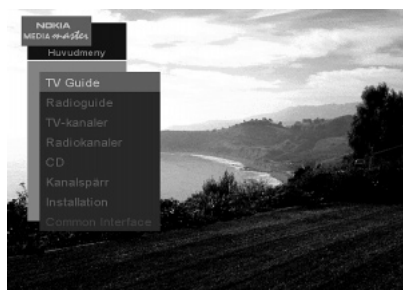 NOKIA
MEDIA master
Huvudmeny
TV Guide
Radioguide
TV-kanaler
Radiokanaler
CD
Kanalspärr
Installation
Common Interface